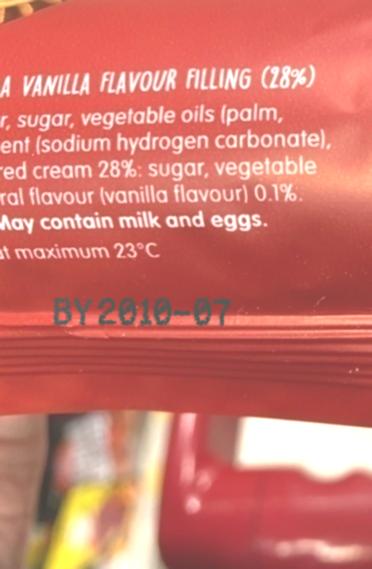 A VANILLA FLAVOUR FILLING (28%)
r, sugar, vegetable oils (palm,
ent (sodium hydrogen carbonate),
red cream 28%: sugar, vegetable
ral flavour (vanilla flavour) 0.1%.
May contain milk and eggs.
at maximum 23°C
BY2010-07